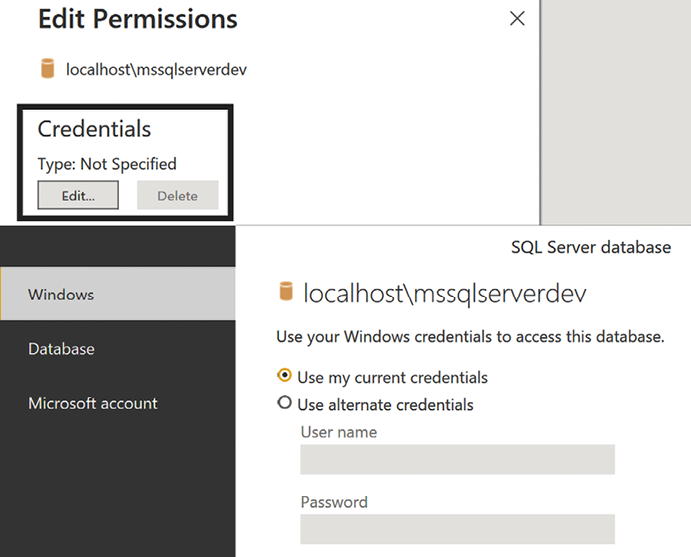 Edit Permissions
localhost\mssqlserverdev
Credentials
Type: Not Specified
Edit... Delete
SQL Server database
Windows
localhost\mssqlserverdev
Use your Windows credentials to access this database.
Database
Use my current credentials
Microsoft account
Use alternate credentials
User name
Password